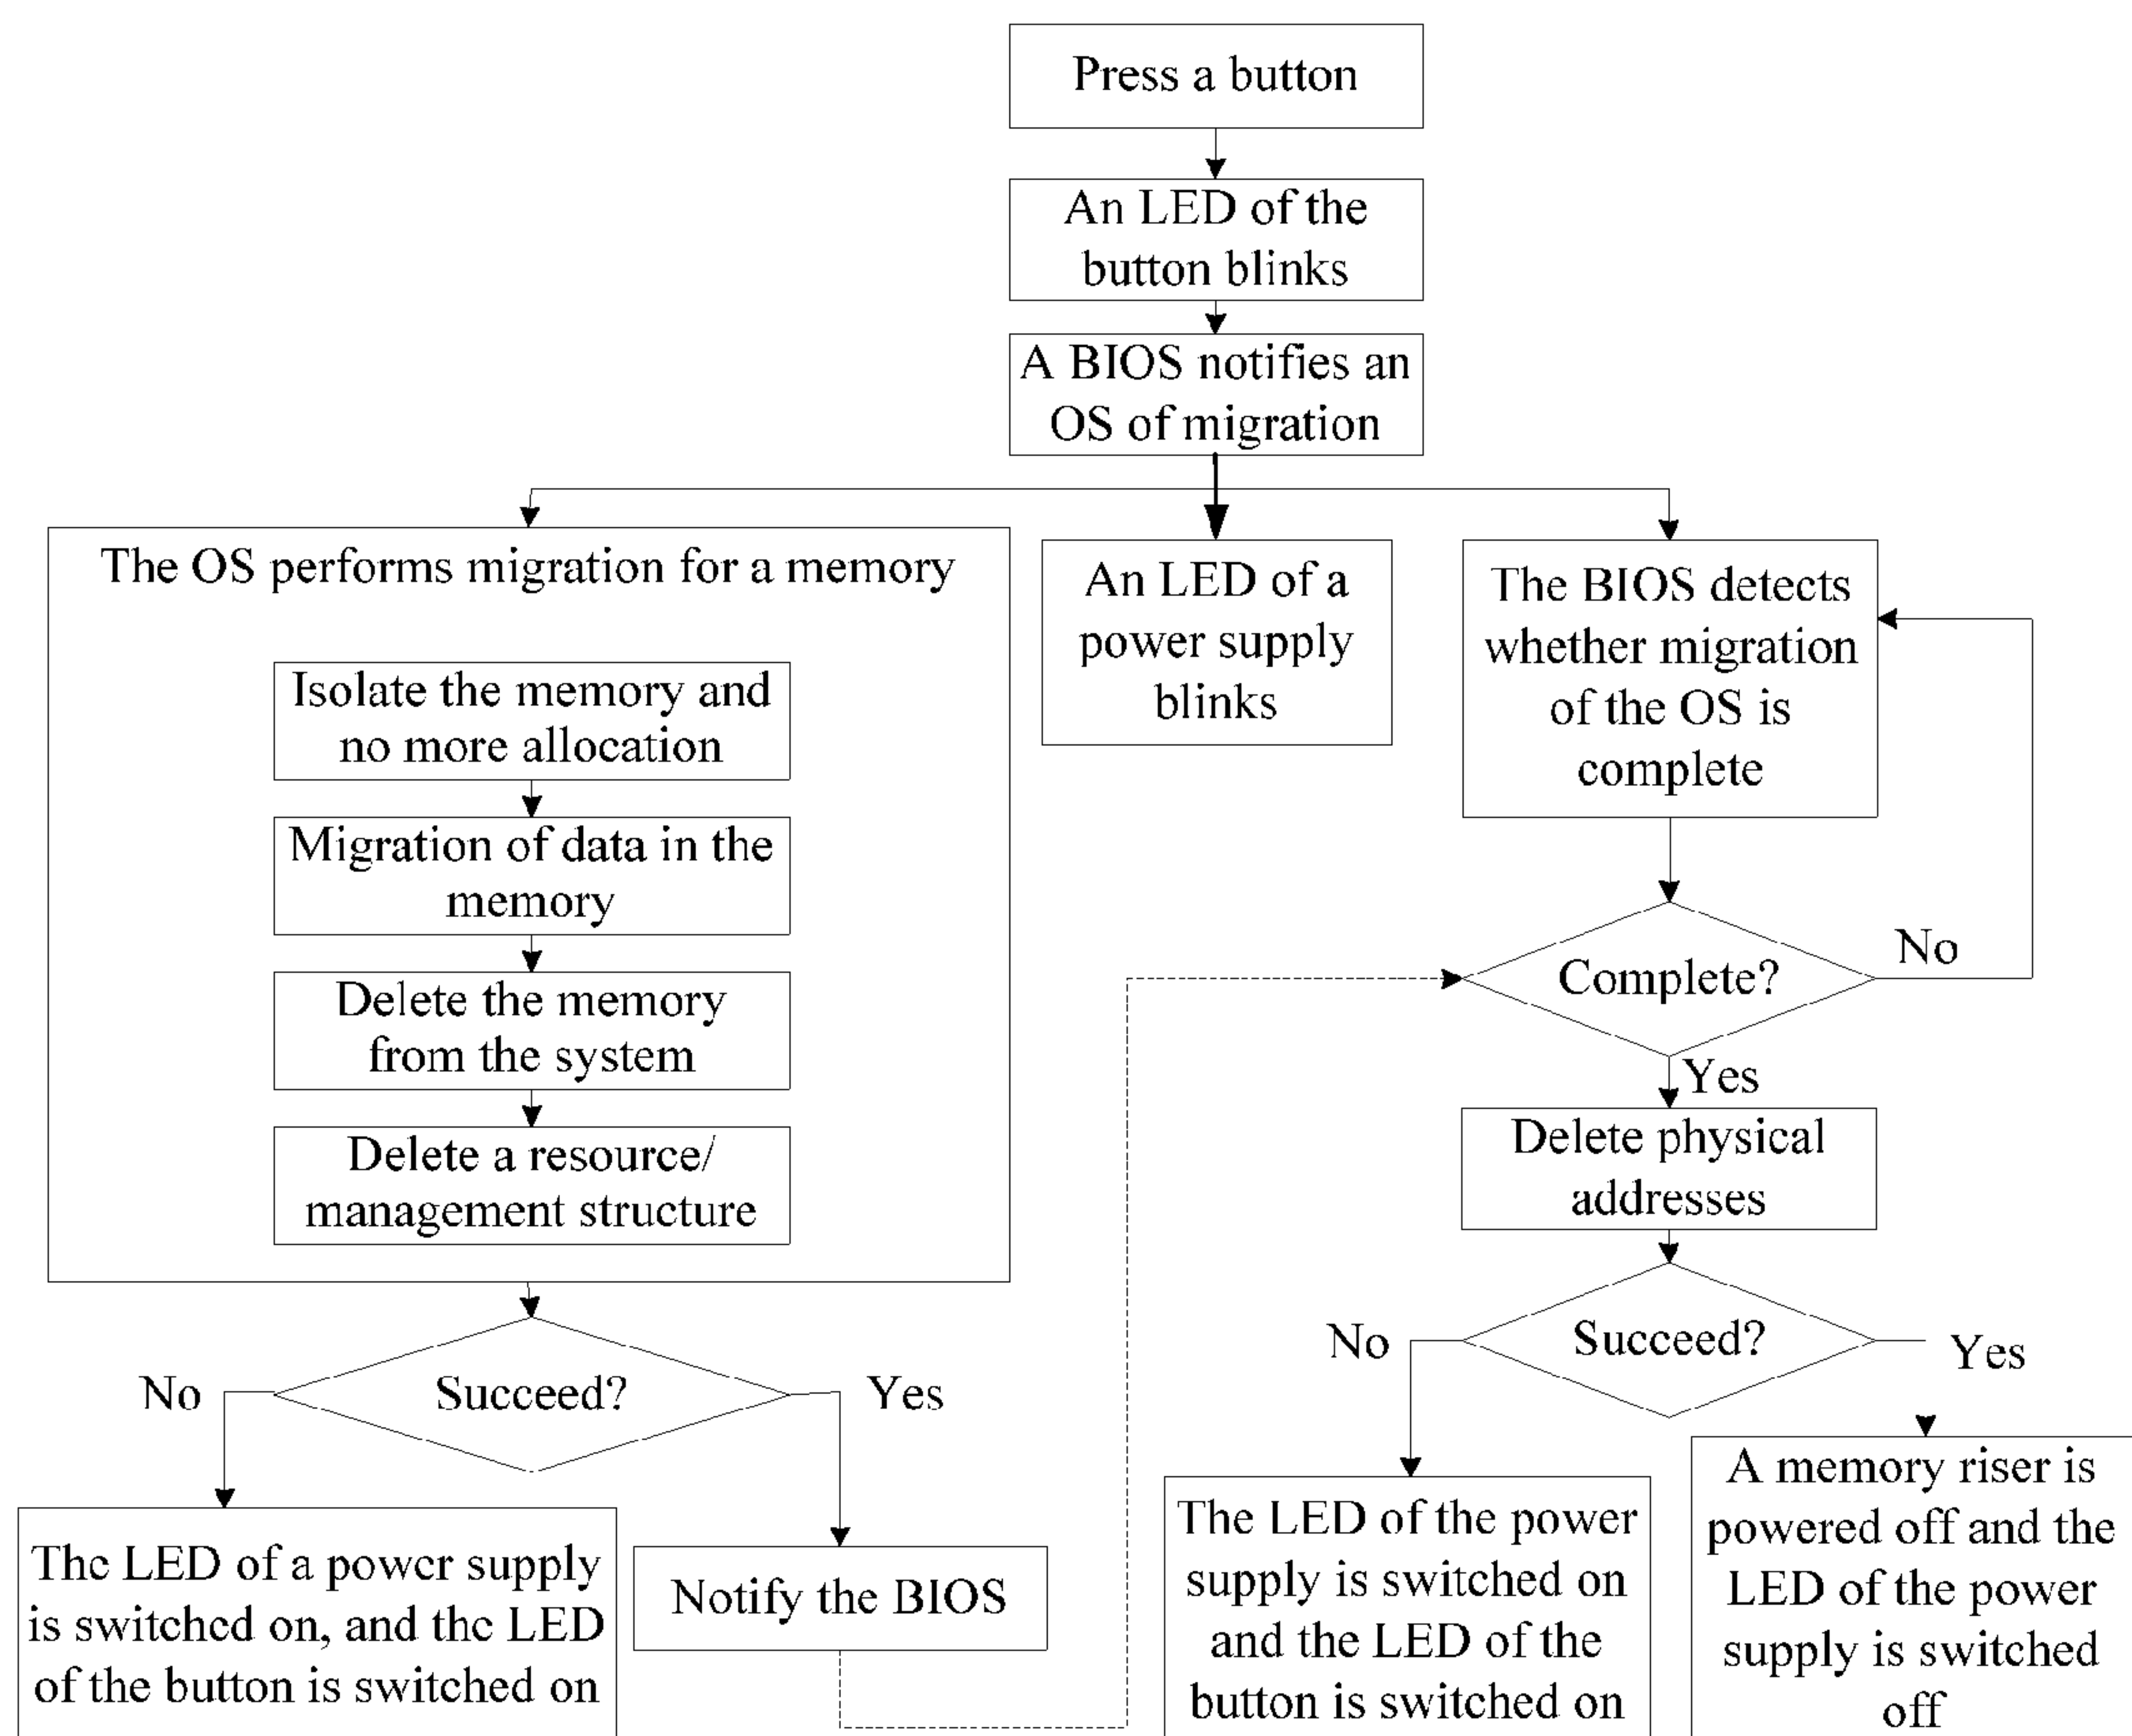 Press a button
An LED of the
button blinks
A BIOS notifies an
OS of migration
The OS performs migration for a memory
Isolate the memory and
no more allocation
Migration of data in the
memory
Delete the memory
from the system
Delete a resource/
management structure
Succeed?
No
Yes
The LED of a power supply
is switched on, and the LED
of the button is switched on
Notify the BIOS
An LED of a
power supply
blinks
The BIOS detects
whether migration
of the OS is
complete
Complete?
No
Yes
Delete physical
addresses
Succeed?
No
Yes
The LED of the power
supply is switched on
and the LED of the
button is switched on
A memory riser is
powered off and the
LED of the power
supply is switched
off